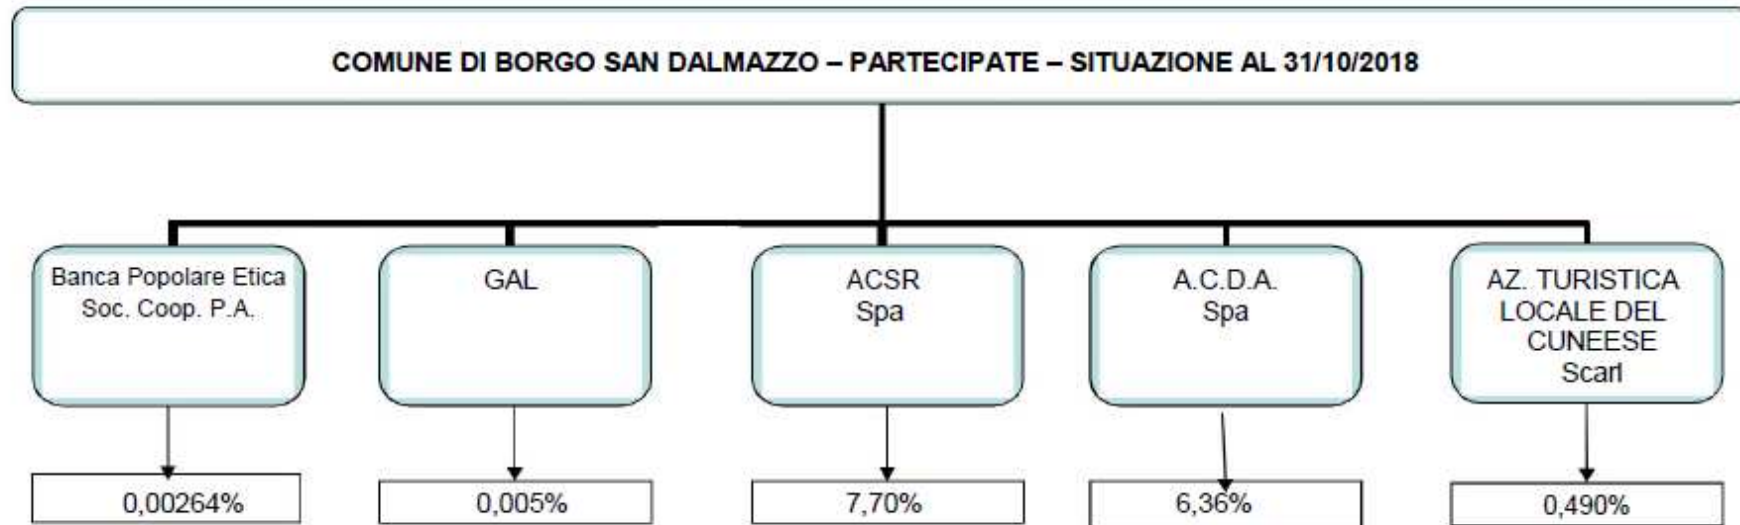 COMUNE DI BORGO SAN DALMAZZO – PARTECIPATE – SITUAZIONE AL 31/10/2018
Banca Popolare Etica
Soc. Coop. P.A.
GAL
ACSR
Spa
A.C.D.A.
Spa
AZ. TURISTICA
LOCALE DEL
CUNEESE
Scarl
0,00264%
0,005%
7,70%
6,36%
0,490%